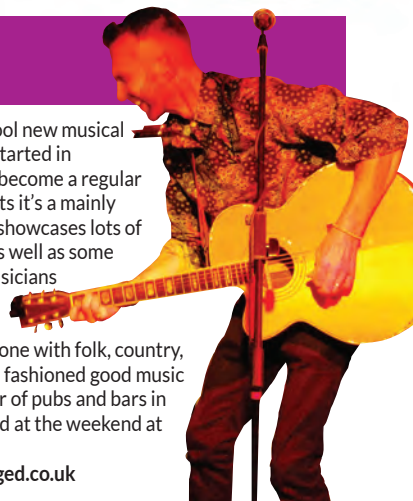 ool new musical
tarted in
become a regular
ts it's a mainly
showcases lots of
s well as some
sicians
one with folk, country,
fashioned good music
r of pubs and bars in
d at the weekend at
ged.co.uk